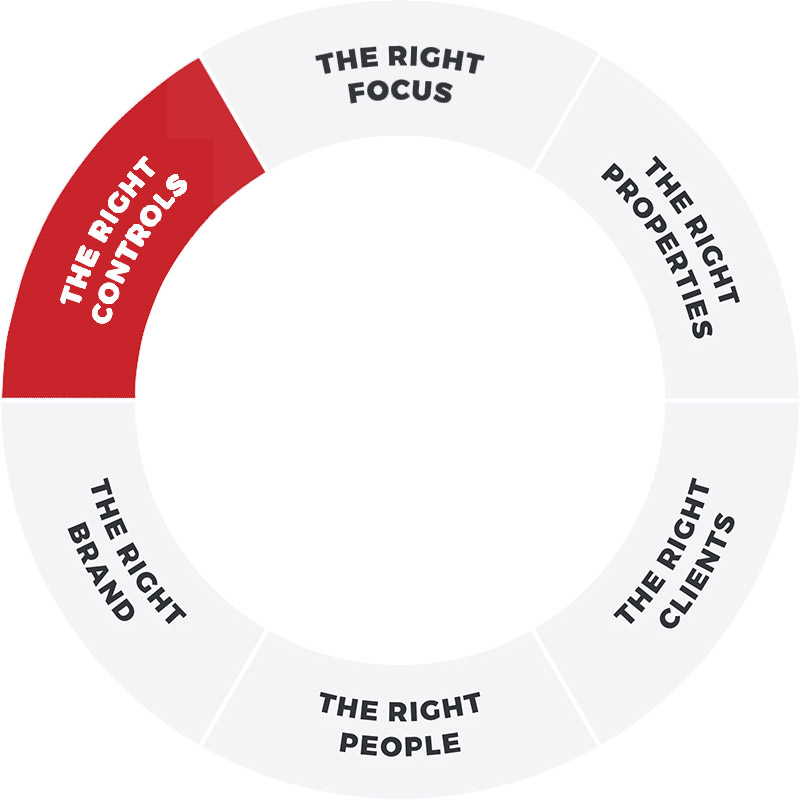 THE RIGHT
FOCUS
THE RIGHT
PROPERTIES
THE RIGHT
CLIENTS
THE RIGHT
PEOPLE
THE RIGHT
BRAND
THE RIGHT
CONTROLS